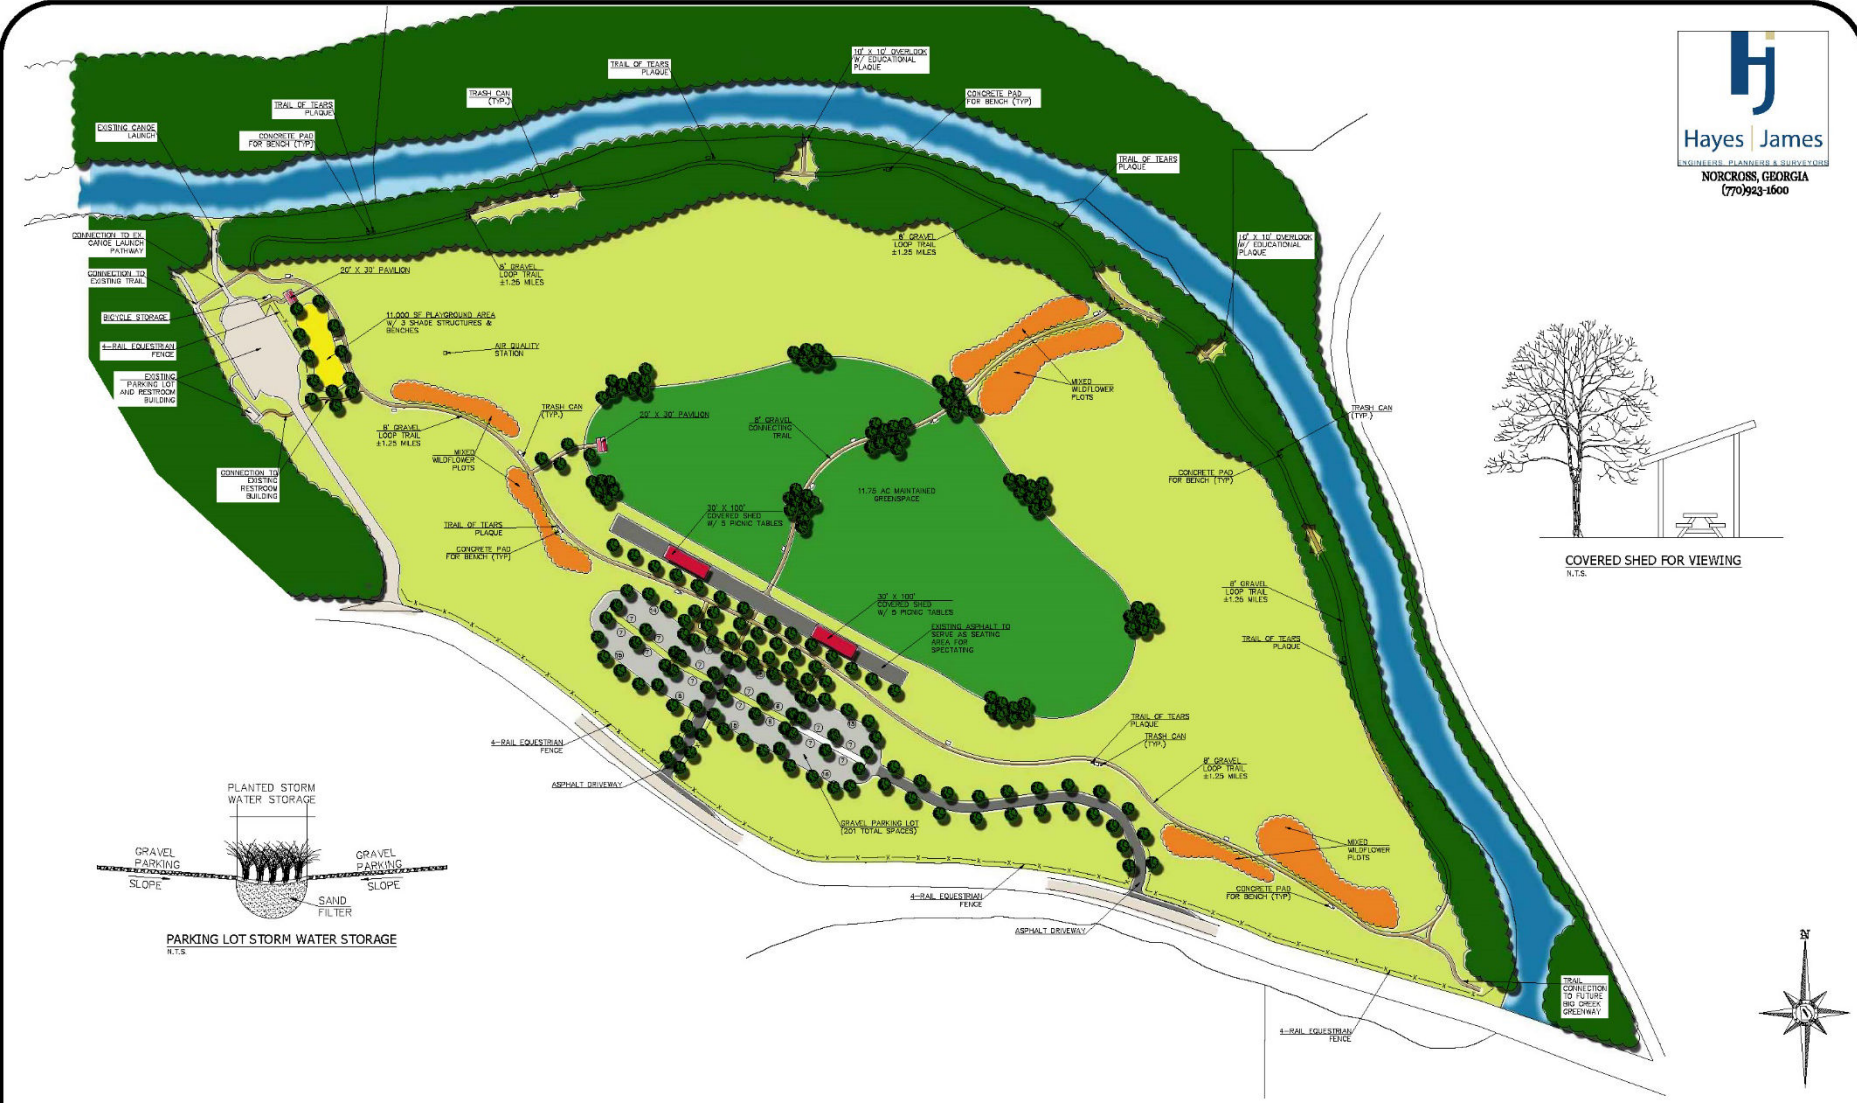 10' X 10' OVERLOOK
W/ EDUCATIONAL
PLAQUE
TRAIL OF TEARS
PLAQUE
TRASH CAN
(TYP.)
CONCRETE PAD
FOR BENCH (TYP)
TRAIL OF TEARS
PLAQUE
EXISTING CANOE
LAUNCH
CONCRETE PAD
FOR BENCH (TYP)
TRAIL OF TEARS
PLAQUE
Hayes | James
ENGINEERS, PLANNERS & SURVEYORS
NORCROSS, GEORGIA
(770)923-1600
CONNECTION TO EX.
CANOE LAUNCH
PATHWAY
CONNECTION TO
EXISTING TRAIL
20' X 30' PAVILION
8' GRAVEL
LOOP TRAIL
±1.25 MILES
8' GRAVEL
LOOP TRAIL
±1.25 MILES
10' X 10' OVERLOOK
W/ EDUCATIONAL
PLAQUE
BICYCLE STORAGE
11,000 SF PLAYGROUND AREA
W/ 3 SHADE STRUCTURES &
BENCHES
4-RAIL EQUESTRIAN
FENCE
AIR QUALITY
STATION
EXISTING
PARKING LOT
AND RESTROOM
BUILDING
MIXED
WILDFLOWER
PLOTS
TRASH CAN
(TYP.)
20' X 30' PAVILION
8' GRAVEL
CONNECTING
TRAIL
TRASH CAN
(TYP.)
8' GRAVEL
LOOP TRAIL
±1.25 MILES
MIXED
WILDFLOWER
PLOTS
CONNECTION TO
EXISTING
RESTROOM
BUILDING
CONCRETE PAD
FOR BENCH (TYP)
11.75 AC MAINTAINED
GREENSPACE
30' X 100'
COVERED SHED
W/ 5 PICNIC TABLES
TRAIL OF TEARS
PLAQUE
CONCRETE PAD
FOR BENCH (TYP)
COVERED SHED FOR VIEWING
N.T.S.
30' X 100'
COVERED SHED
W/ 5 PICNIC TABLES
8' GRAVEL
LOOP TRAIL
±1.25 MILES
EXISTING ASPHALT TO
SERVE AS SEATING
AREA FOR
SPECTATING
TRAIL OF TEARS
PLAQUE
TRAIL OF TEARS
PLAQUE
TRASH CAN
(TYP.)
4-RAIL EQUESTRIAN
FENCE
8' GRAVEL
LOOP TRAIL
±1.25 MILES
ASPHALT DRIVEWAY
GRAVEL PARKING LOT
(201 TOTAL SPACES)
MIXED
WILDFLOWER
PLOTS
PLANTED STORM
WATER STORAGE
GRAVEL
PARKING
SLOPE
GRAVEL
PARKING
SLOPE
SAND
FILTER
PARKING LOT STORM WATER STORAGE
N.T.S.
4-RAIL EQUESTRIAN
FENCE
CONCRETE PAD
FOR BENCH (TYP)
ASPHALT DRIVEWAY
N
TRAIL
CONNECTION
TO FUTURE
BIG CREEK
GREENWAY
4-RAIL EQUESTRIAN
FENCE